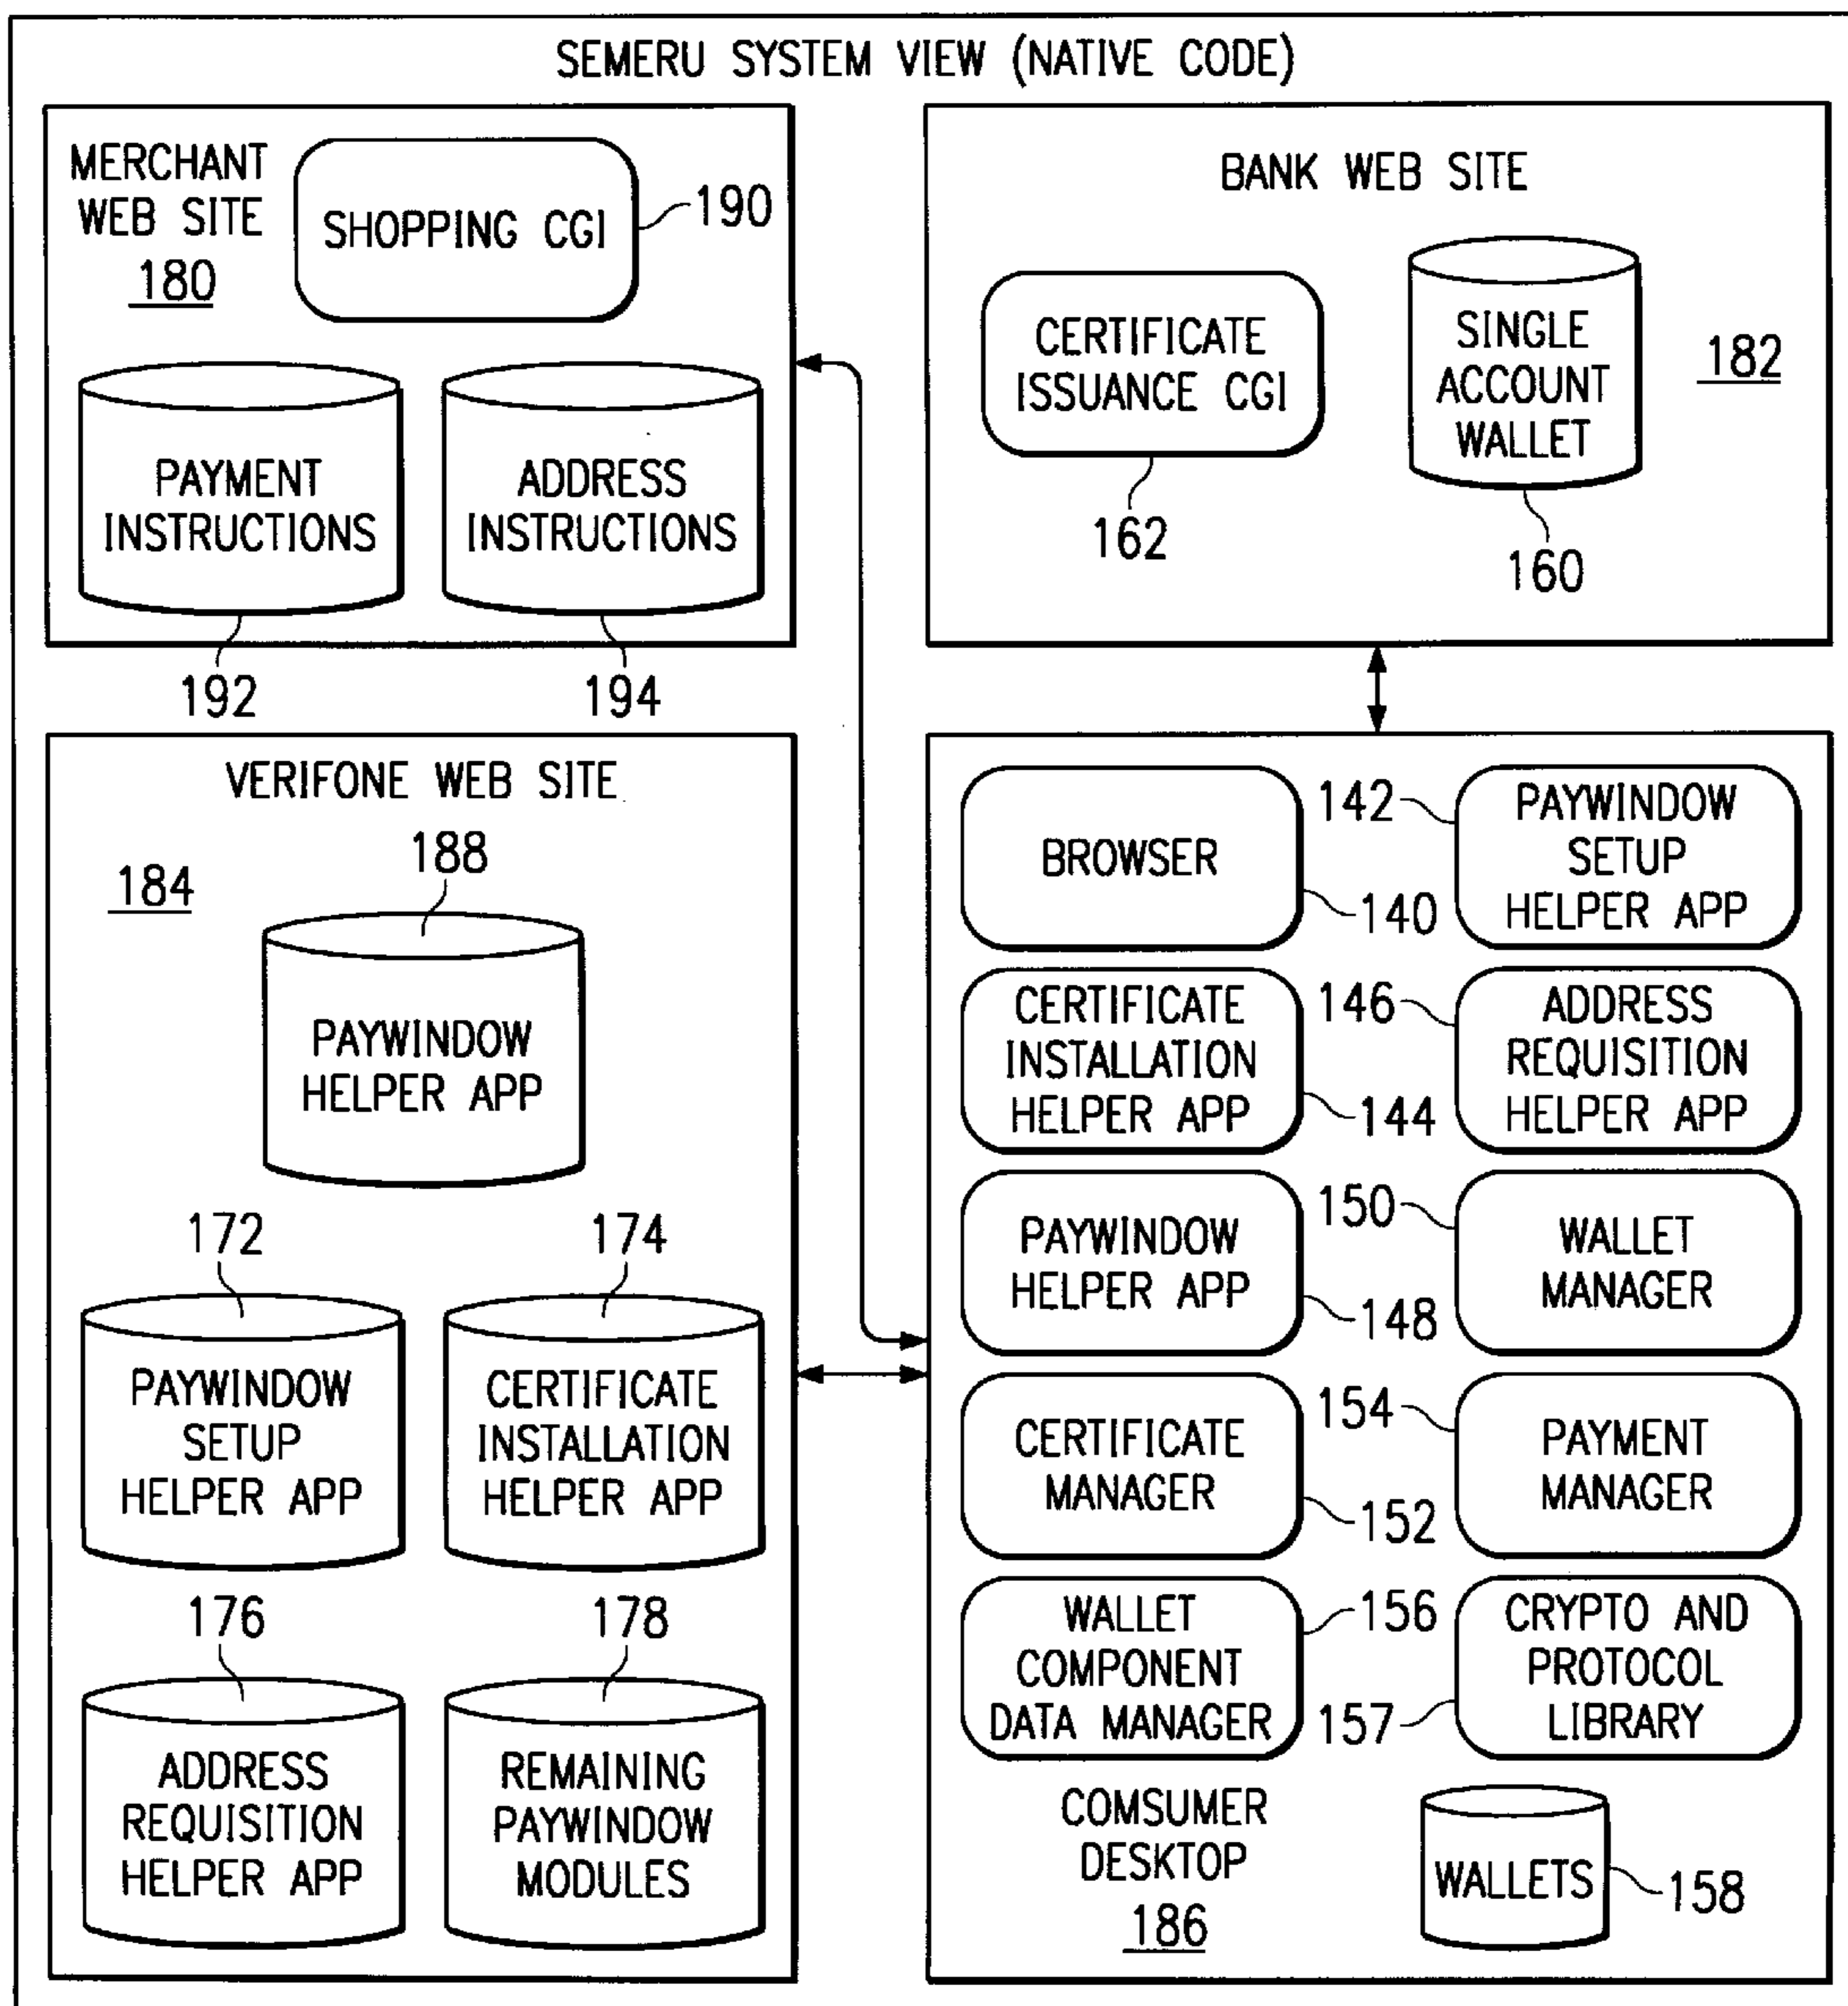 SEMERU SYSTEM VIEW (NATIVE CODE)
MERCHANT
WEB SITE
180
SHOPPING CGI
190
PAYMENT
INSTRUCTIONS
192
ADDRESS
INSTRUCTIONS
194
BANK WEB SITE
CERTIFICATE
ISSUANCE CGI
162
SINGLE
ACCOUNT
WALLET
160
182
VERIFONE WEB SITE
184
188
PAYWINDOW
HELPER APP
172
PAYWINDOW
SETUP
HELPER APP
174
CERTIFICATE
INSTALLATION
HELPER APP
176
ADDRESS
REQUISITION
HELPER APP
178
REMAINING
PAYWINDOW
MODULES
BROWSER
140
142
PAYWINDOW
SETUP
HELPER APP
CERTIFICATE
INSTALLATION
HELPER APP
144
146
ADDRESS
REQUISITION
HELPER APP
PAYWINDOW
HELPER APP
148
150
WALLET
MANAGER
CERTIFICATE
MANAGER
152
154
PAYMENT
MANAGER
WALLET
COMPONENT
DATA MANAGER
156
157
CRYPTO AND
PROTOCOL
LIBRARY
COMSUMER
DESKTOP
186
WALLETS
158